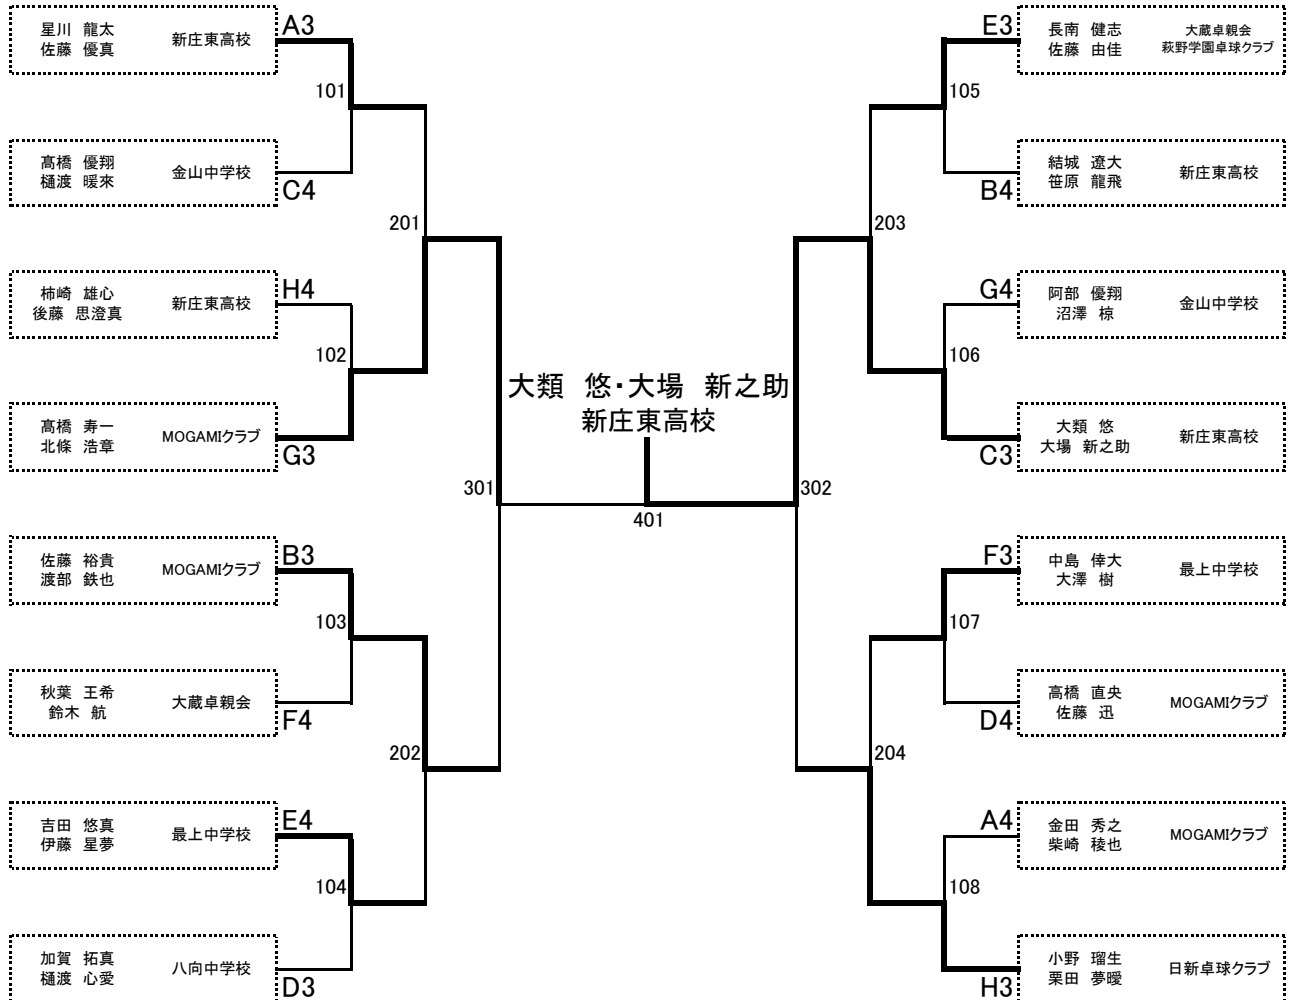 星川　龍太
佐藤　優真
新庄東高校
A3
101
髙橋　優翔
樋渡　暖來
金山中学校
C4
201
柿崎　雄心
後藤　思澄真
新庄東高校
H4
102
髙橋　寿一
北條　浩章
MOGAMIクラブ
G3
301
佐藤　裕貴
渡部　鉄也
MOGAMIクラブ
B3
103
秋葉　王希
鈴木　航
大蔵卓親会
F4
202
吉田　悠真
伊藤　星夢
最上中学校
E4
104
加賀　拓真
樋渡　心愛
八向中学校
D3
大類　悠・大場　新之助
新庄東高校
401
E3
長南　健志
佐藤　由佳
大蔵卓親会
萩野学園卓球クラブ
105
結城　遼大
笹原　龍飛
新庄東高校
B4
203
G4
阿部　優翔
沼澤　椋
金山中学校
106
大類　悠
大場　新之助
新庄東高校
C3
302
F3
中島　倖大
大澤　樹
最上中学校
107
高橋　直央
佐藤　迅
MOGAMIクラブ
D4
204
A4
金田　秀之
柴崎　稜也
MOGAMIクラブ
108
小野　瑠生
栗田　夢曖
日新卓球クラブ
H3